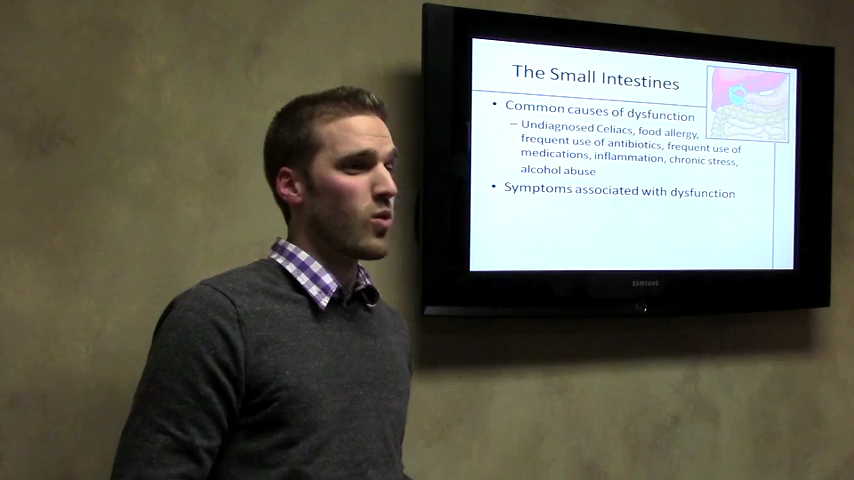 The Small Intestines
• Common causes of dysfunction
– Undiagnosed Celiacs, food allergy,
frequent use of antibiotics, frequent use of
medications, inflammation, chronic stress,
alcohol abuse
• Symptoms associated with dysfunction
SAMSUNG